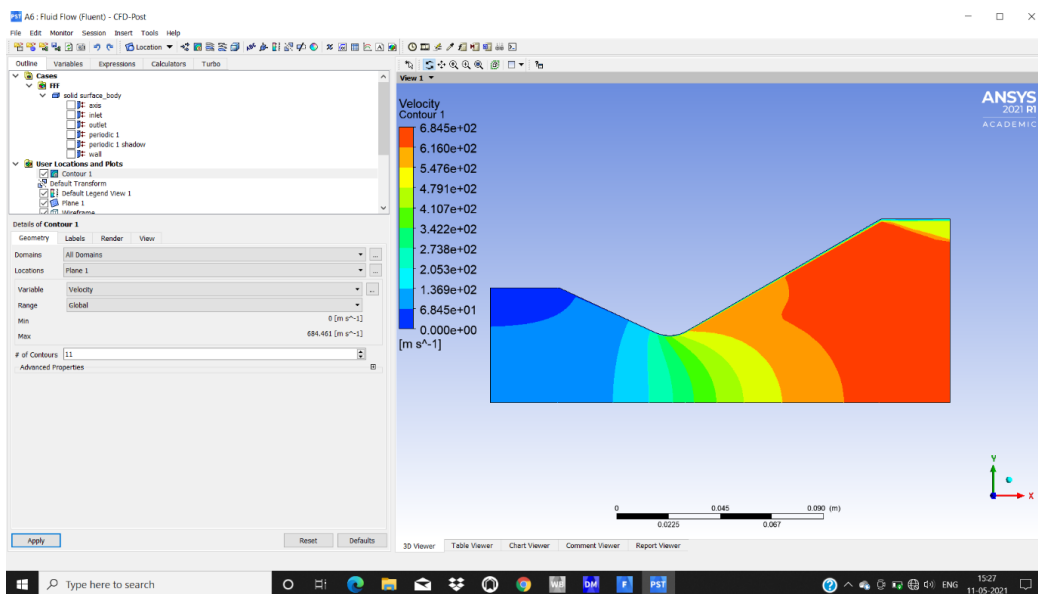 PST A6 : Fluid Flow (Fluent) - CFD-Post
File Edit Monitor Session Insert Tools Help
Location
Outline Variables Expressions Calculators Turbo
Cases
FFF
solid surface_body
axis
inlet
outlet
periodic 1
periodic 1 shadow
wall
User Locations and Plots
Contour 1
Default Transform
Default Legend View 1
Plane 1
Wireframe
Details of Contour 1
Geometry Labels Render View
Domains All Domains
Locations Plane 1
Variable Velocity
Range Global
Min 0 [m s^-1]
Max 684.461 [m s^-1]
# of Contours 11
Advanced Properties
Apply Reset Defaults
View 1
Velocity
Contour 1
6.845e+02
6.160e+02
5.476e+02
4.791e+02
4.107e+02
3.422e+02
2.738e+02
2.053e+02
1.369e+02
6.845e+01
0.000e+00
[m s^-1]
ANSYS
2021 R1
ACADEMIC
Y
X
0 0.045 0.090 (m)
0.0225 0.067
3D Viewer Table Viewer Chart Viewer Comment Viewer Report Viewer
Type here to search
WB DM F PST
ENG
15:27
11-05-2021